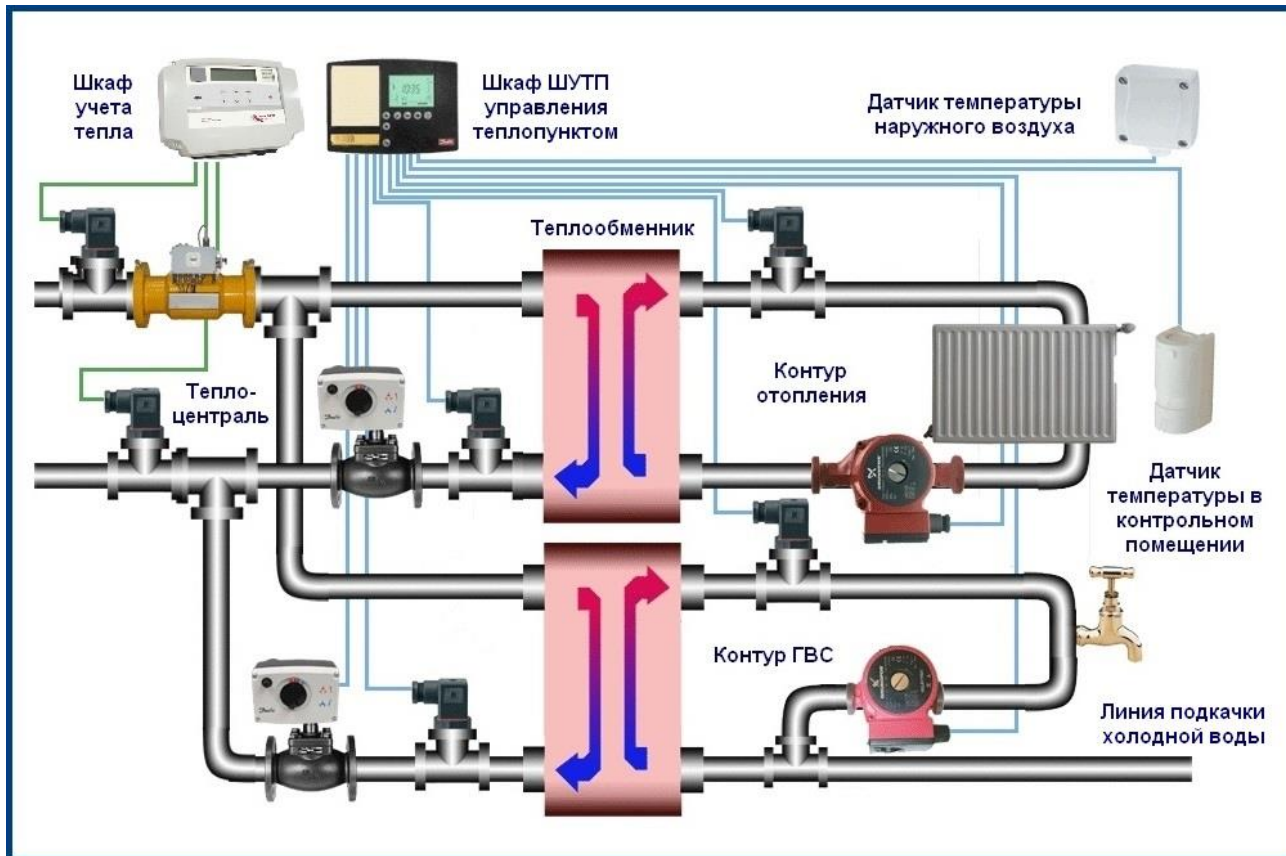 Шкаф
учета
тепла
Шкаф ШУТП
управления
теплопунктом
Датчик температуры
наружного воздуха
Теплообменник
Тепло-
централь
Контур
отопления
Датчик
температуры в
контрольном
помещении
Контур ГВС
Линия подкачки
холодной воды